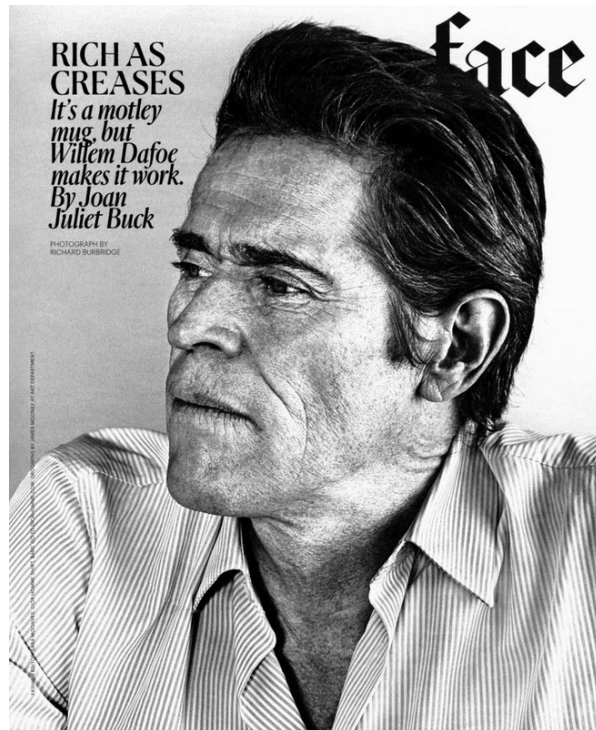 RICH AS
CREASES
It's a motley
mug, but
Willem Dafoe
makes it work.
By Joan
Juliet Buck
PHOTOGRAPH BY
RICHARD BURBRIDGE
face